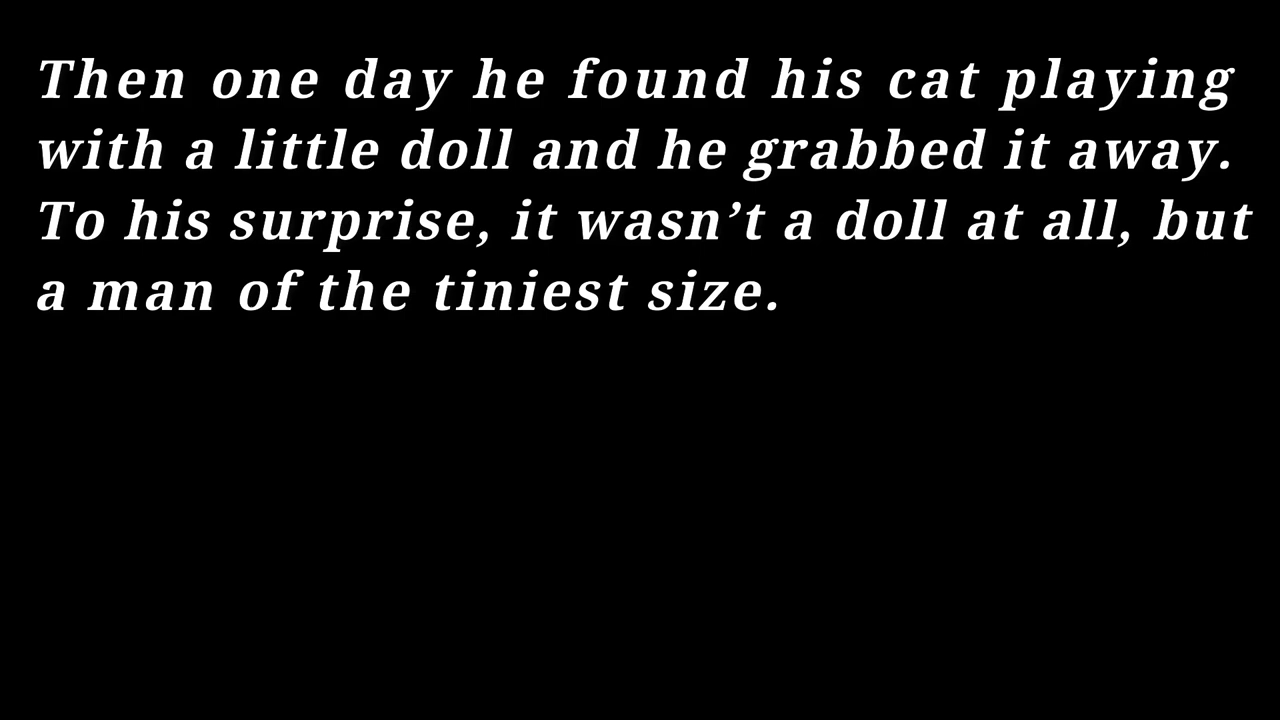 Then one day he found his cat playing
with a little doll and he grabbed it away.
To his surprise, it wasn’t a doll at all, but
a man of the tiniest size.